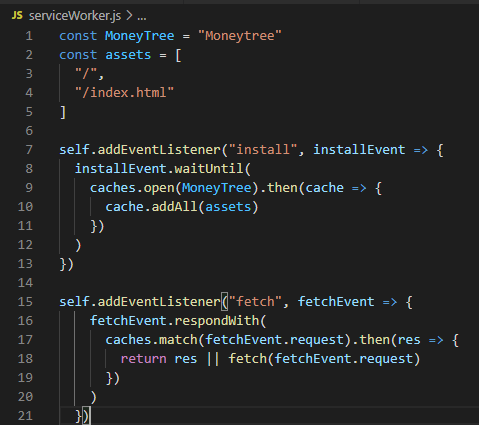 JS serviceWorker.js > ...
1 const MoneyTree = "Moneytree"
2 const assets = [
3   "/",
4   "/index.html"
5 ]
6
7 self.addEventListener("install", installEvent => {
8   installEvent.waitUntil(
9     caches.open(MoneyTree).then(cache => {
10       cache.addAll(assets)
11     })
12   )
13 })
14
15 self.addEventListener("fetch", fetchEvent => {
16     fetchEvent.respondWith(
17       caches.match(fetchEvent.request).then(res => {
18         return res || fetch(fetchEvent.request)
19       })
20     )
21   })